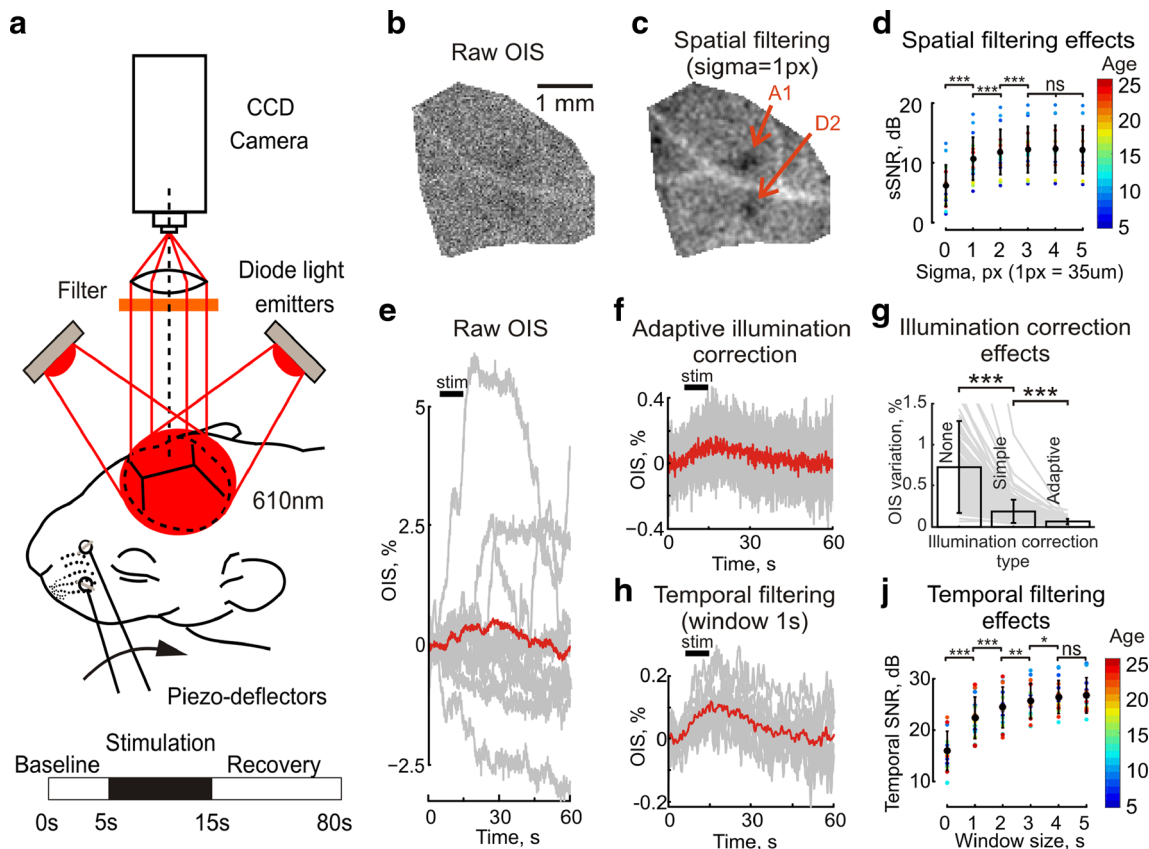 a
CCD
Camera
Filter
Diode light
emitters
610nm
Piezo-deflectors
Stimulation
Baseline
Recovery
0s
5s
15s
80s
b
Raw OIS
1 mm
c
Spatial filtering
(sigma=1px)
A1
D2
d
Spatial filtering effects
Age
***
***
***
ns
sSNR, dB
20
10
0
0 1 2 3 4 5
Sigma, px (1px = 35um)
25
20
15
10
5
e
Raw OIS
stim
OIS, %
5
2.5
0
−2.5
0
60
Time, s
f
Adaptive illumination
correction
stim
OIS, %
0.4
0
−0.4
0
60
Time, s
g
Illumination correction
effects
***
***
OIS variation, %
1.5
1
0.5
0
None
Simple
Adaptive
Illumination correction
type
h
Temporal filtering
(window 1s)
stim
OIS, %
0.2
0
-0.2
0
60
Time, s
j
Temporal filtering
effects
Age
***
***
**
*
ns
Temporal SNR, dB
30
20
10
0 1 2 3 4 5
Window size, s
25
20
15
10
5